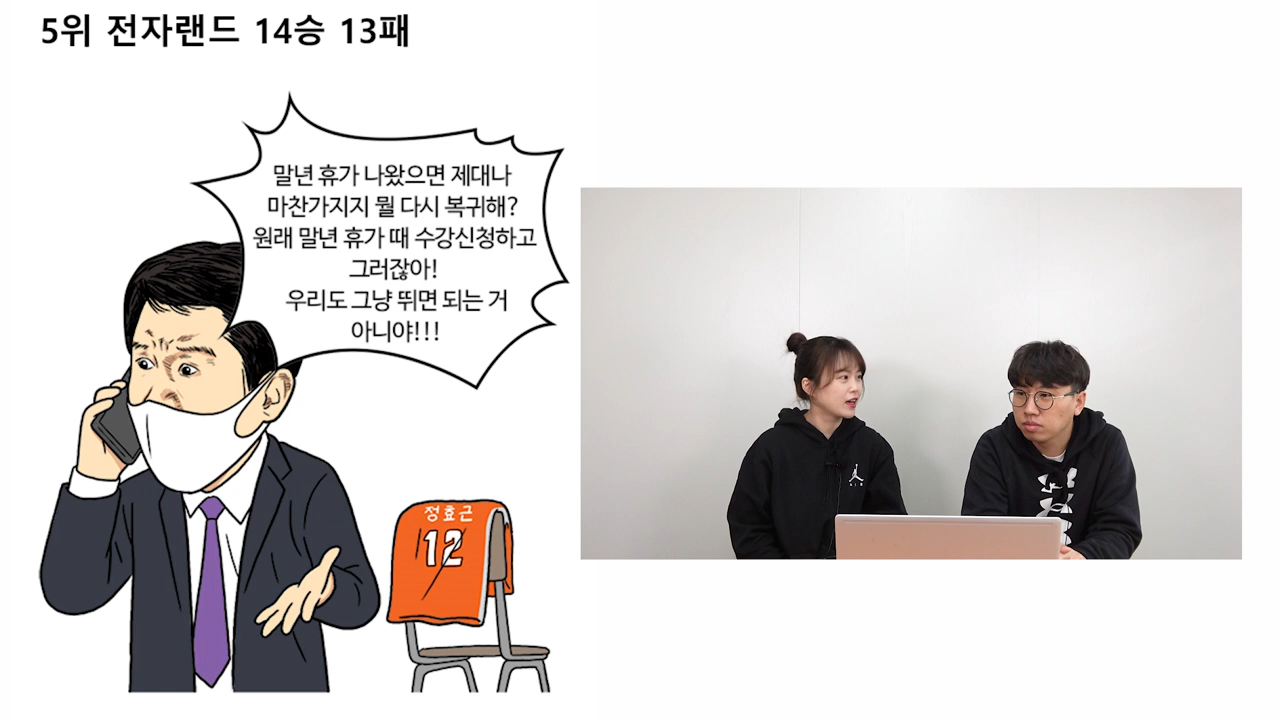 5위 전자랜드 14승 13패
말년 휴가 나왔으면 제대나
마찬가지지 뭘 다시 복귀해?
원래 말년 휴가 때 수강신청하고
그러잖아!
우리도 그냥 뛰면 되는 거
아니야!!!
정효근
12